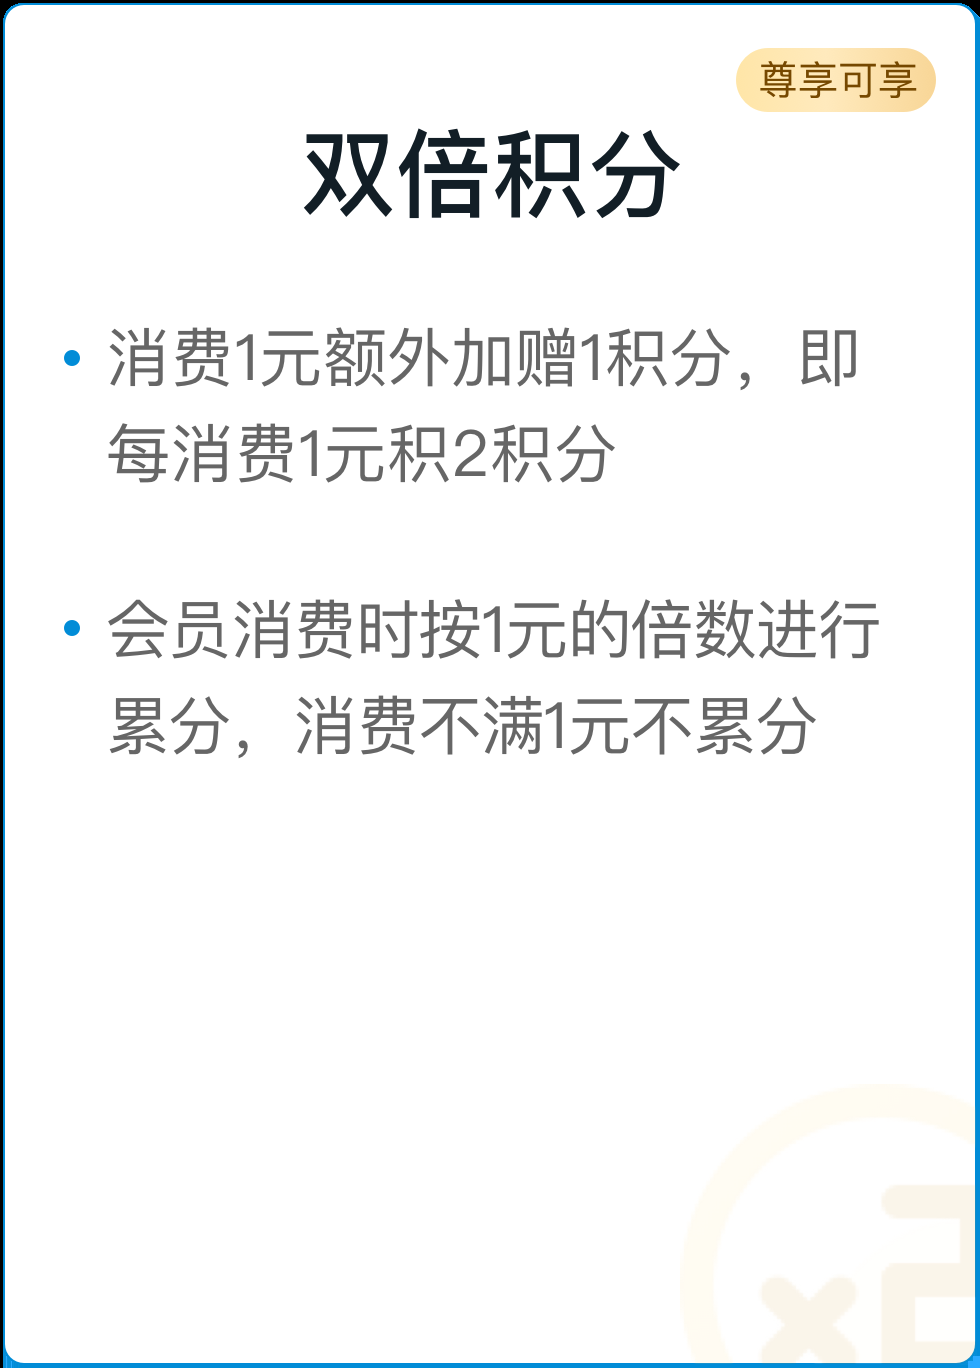 尊享可享
双倍积分
消费1元额外加赠1积分，即
每消费1元积2积分
会员消费时按1元的倍数进行
累分，消费不满1元不累分
×2